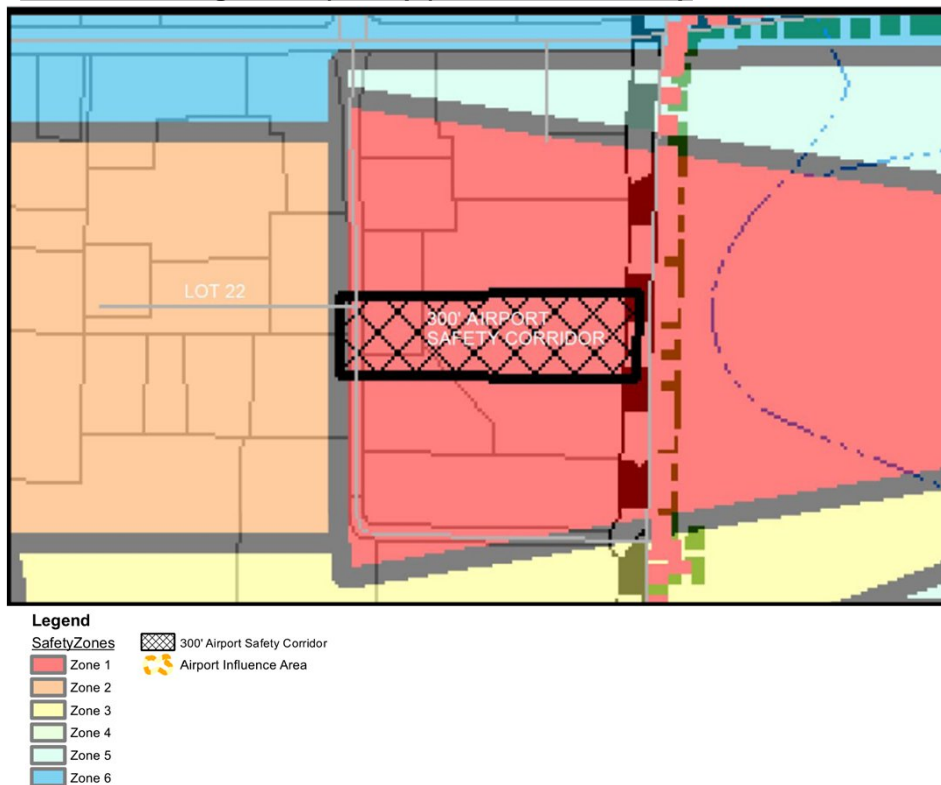 LOT 22
300' AIRPORT
SAFETY CORRIDOR
Legend
SafetyZones
300' Airport Safety Corridor
Zone 1
Airport Influence Area
Zone 2
Zone 3
Zone 4
Zone 5
Zone 6